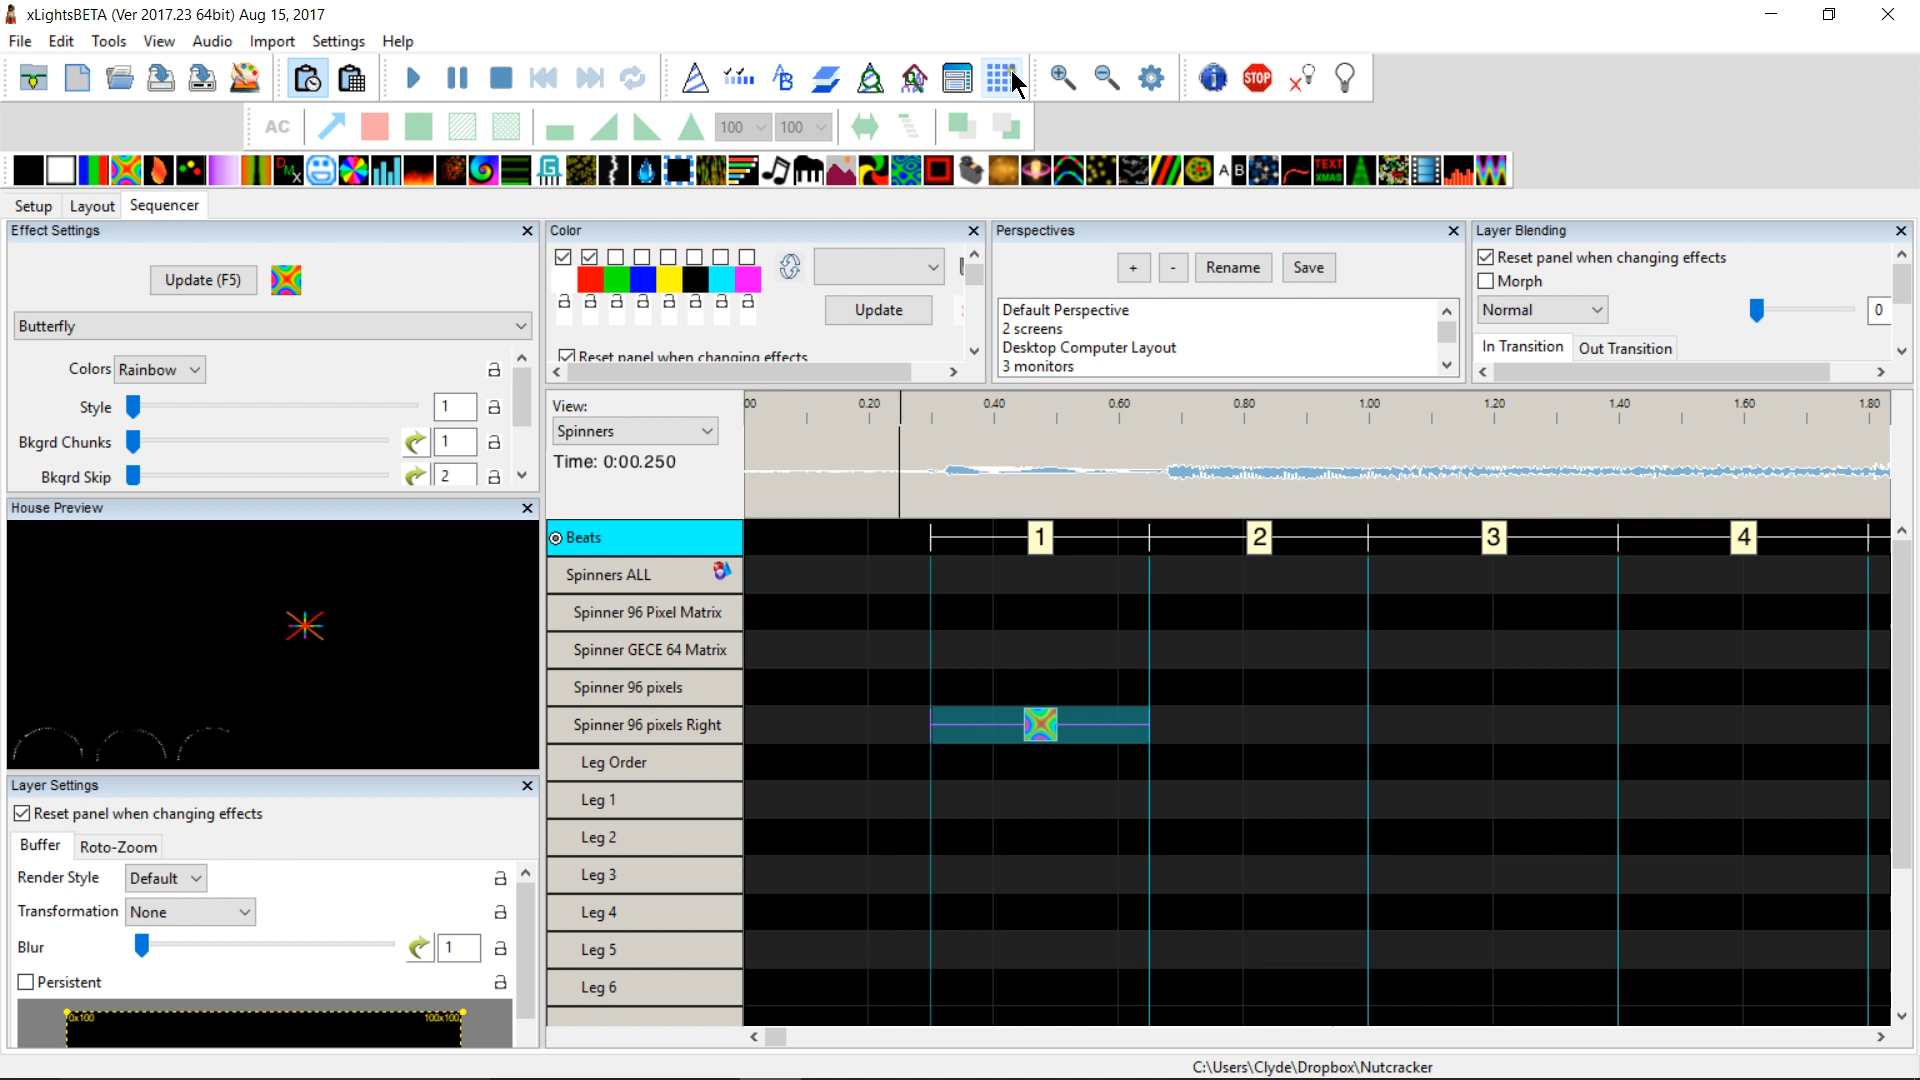 xLightsBETA (Ver 2017.23 64bit) Aug 15, 2017
File Edit Tools View Audio Import Settings Help
AC 100 100
DMX
AB
TEXT XMAS
Setup Layout Sequencer
Effect Settings
Update (F5)
Butterfly
Colors Rainbow
Style 1
Bkgrd Chunks 1
Bkgrd Skip 2
Color
Update
Reset panel when changing effects
Perspectives
+ - Rename Save
Default Perspective
2 screens
Desktop Computer Layout
3 monitors
Layer Blending
Reset panel when changing effects
Morph
Normal 0
In Transition Out Transition
View:
Spinners
Time: 0:00.250
00 0.20 0.40 0.60 0.80 1.00 1.20 1.40 1.60 1.80
Beats 1 2 3 4
Spinners ALL
Spinner 96 Pixel Matrix
Spinner GECE 64 Matrix
Spinner 96 pixels
Spinner 96 pixels Right
Leg Order
Leg 1
Leg 2
Leg 3
Leg 4
Leg 5
Leg 6
House Preview
Layer Settings
Reset panel when changing effects
Buffer Roto-Zoom
Render Style Default
Transformation None
Blur 1
Persistent
0x100 100x100
C:\Users\Clyde\Dropbox\Nutcracker